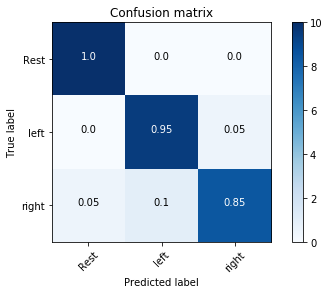 Confusion matrix
True label
Rest 1.0 0.0 0.0
left 0.0 0.95 0.05
right 0.05 0.1 0.85
Rest left right
Predicted label
10
8
6
4
2
0